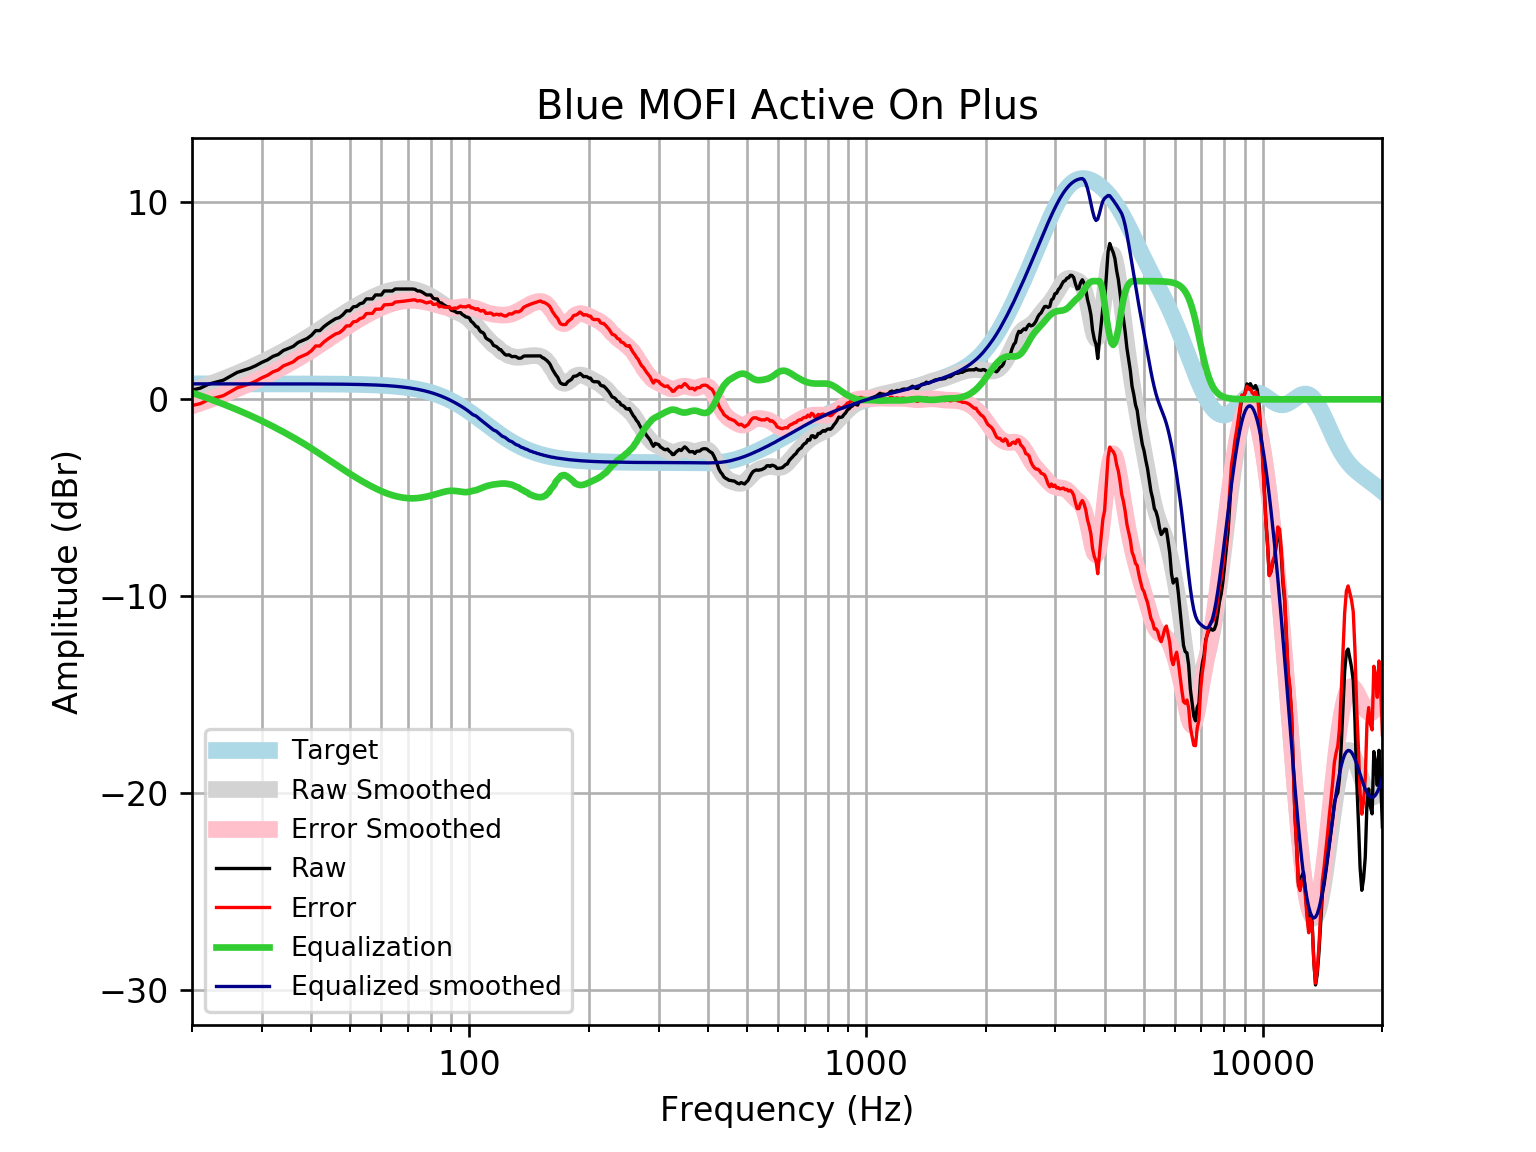 Blue MOFI Active On Plus
Amplitude (dBr)
10
0
−10
−20
−30
Target
Raw Smoothed
Error Smoothed
Raw
Error
Equalization
Equalized smoothed
100
1000
10000
Frequency (Hz)